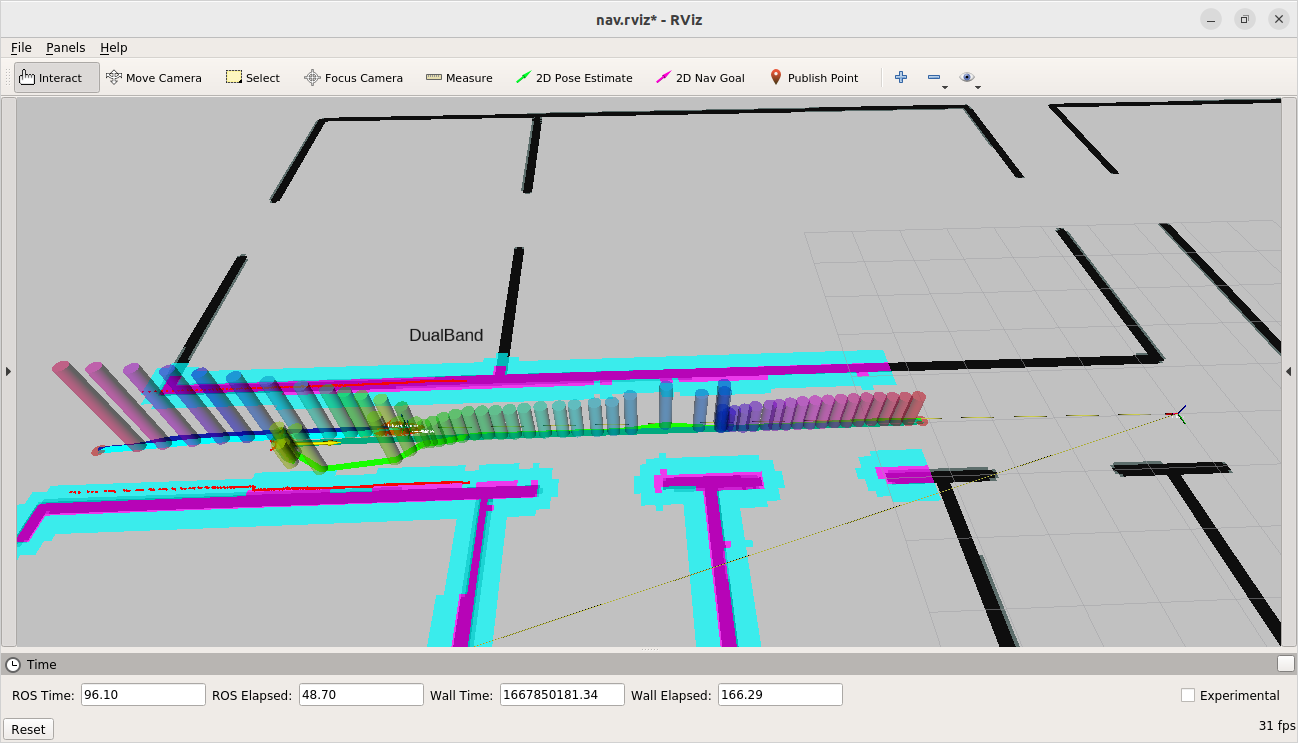 nav.rviz* - RViz
File Panels Help
Interact Move Camera Select Focus Camera Measure 2D Pose Estimate 2D Nav Goal Publish Point
DualBand
Time
ROS Time: 96.10 ROS Elapsed: 48.70 Wall Time: 1667850181.34 Wall Elapsed: 166.29 Experimental
Reset 31 fps